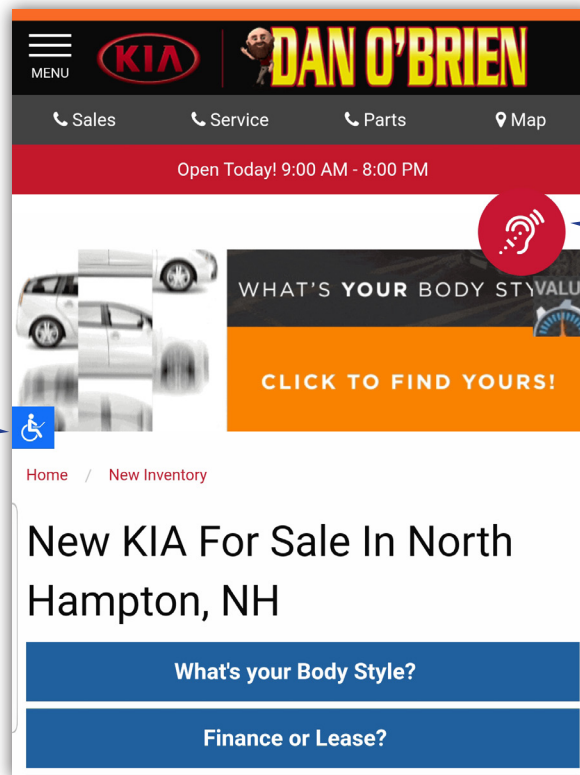 MENU
KIA
DAN O'BRIEN
Sales
Service
Parts
Map
Open Today! 9:00 AM - 8:00 PM
WHAT'S YOUR BODY
VALU
CLICK TO FIND YOURS!
Home / New Inventory
New KIA For Sale In North
Hampton, NH
What's your Body Style?
Finance or Lease?